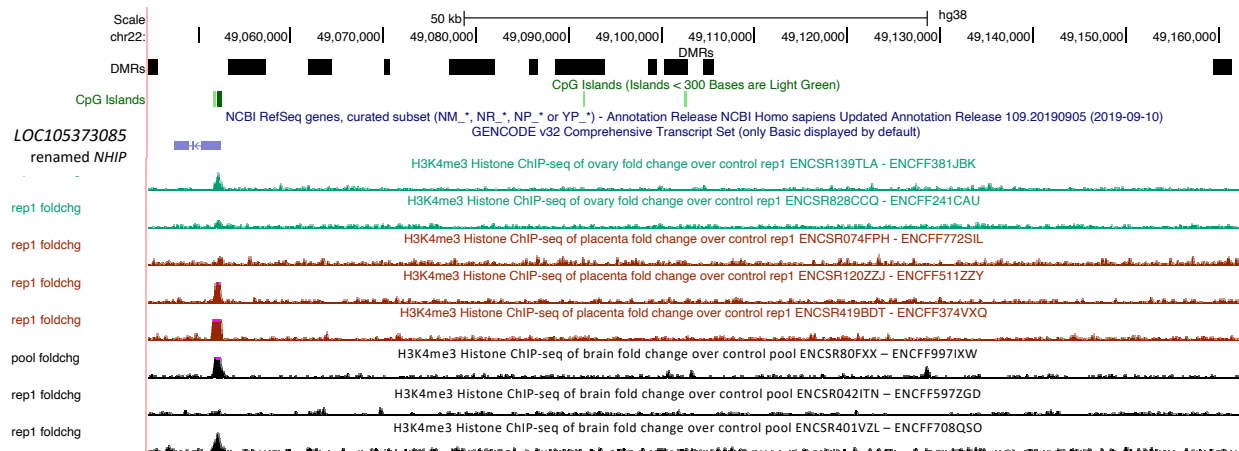 Scale 50 kb hg38
chr22: 49,060,000 49,070,000 49,080,000 49,090,000 49,100,000 49,110,000 49,120,000 49,130,000 49,140,000 49,150,000 49,160,000
DMRs
DMRs
CpG Islands (Islands < 300 Bases are Light Green)
CpG Islands
NCBI RefSeq genes, curated subset (NM_*, NR_*, NP_* or YP_*) - Annotation Release NCBI Homo sapiens Updated Annotation Release 109.20190905 (2019-09-10)
GENCODE v32 Comprehensive Transcript Set (only Basic displayed by default)
LOC105373085
renamed NHIP
H3K4me3 Histone ChIP-seq of ovary fold change over control rep1 ENCSR139TLA - ENCFF381JBK
H3K4me3 Histone ChIP-seq of ovary fold change over control rep1 ENCSR828CCQ - ENCFF241CAU
rep1 foldchg
H3K4me3 Histone ChIP-seq of placenta fold change over control rep1 ENCSR074FPH - ENCFF772SIL
rep1 foldchg
H3K4me3 Histone ChIP-seq of placenta fold change over control rep1 ENCSR120ZZJ - ENCFF511ZZY
rep1 foldchg
H3K4me3 Histone ChIP-seq of placenta fold change over control rep1 ENCSR419BDT - ENCFF374VXQ
rep1 foldchg
H3K4me3 Histone ChIP-seq of brain fold change over control pool ENCSR80FXX – ENCFF997IXW
pool foldchg
H3K4me3 Histone ChIP-seq of brain fold change over control pool ENCSR042ITN – ENCFF597ZGD
rep1 foldchg
H3K4me3 Histone ChIP-seq of brain fold change over control pool ENCSR401VZL – ENCFF708QSO
rep1 foldchg